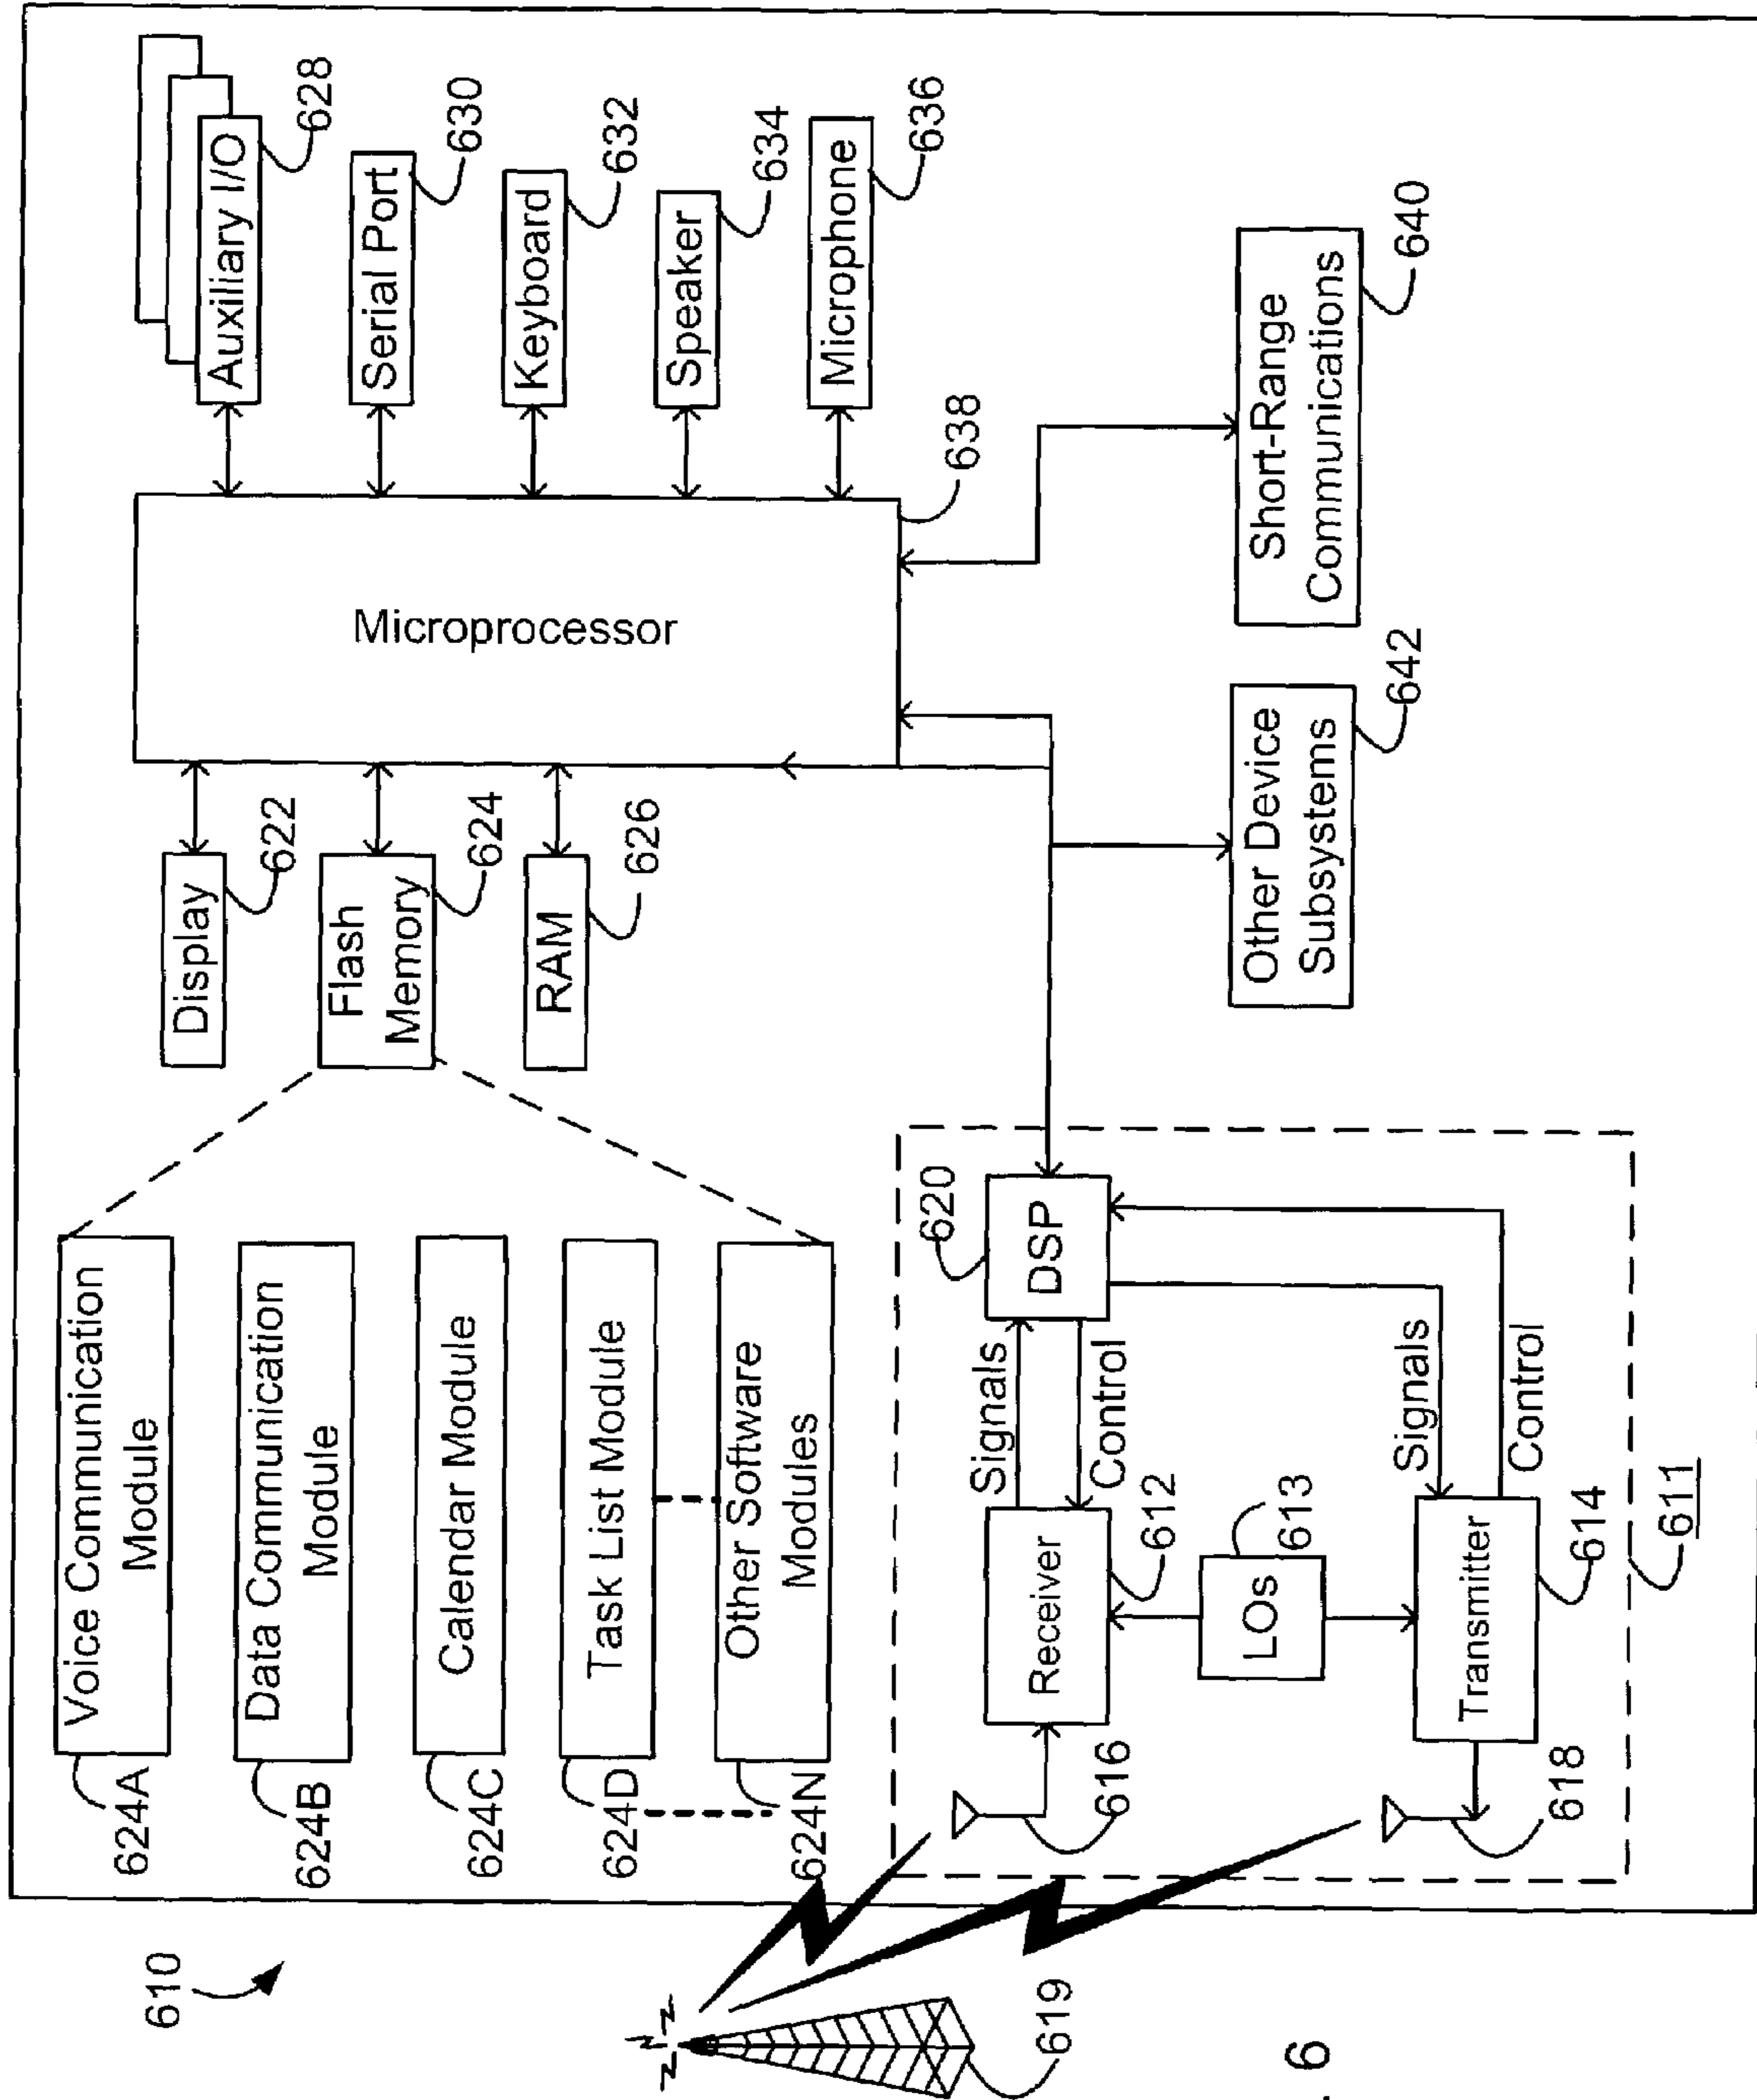 610
Voice Communication
Module
624A
Data Communication
Module
624B
Calendar Module
624C
Task List Module
624D
Other Software
Modules
624N
Display
622
Flash
Memory
624
RAM
626
Microprocessor
638
Auxiliary I/O
628
Serial Port
630
Keyboard
632
Speaker
634
Microphone
636
Short-Range
Communications
640
Other Device
Subsystems
642
DSP
620
Signals
Control
Receiver
612
616
LOs
613
Signals
Control
Transmitter
614
618
611
619
6